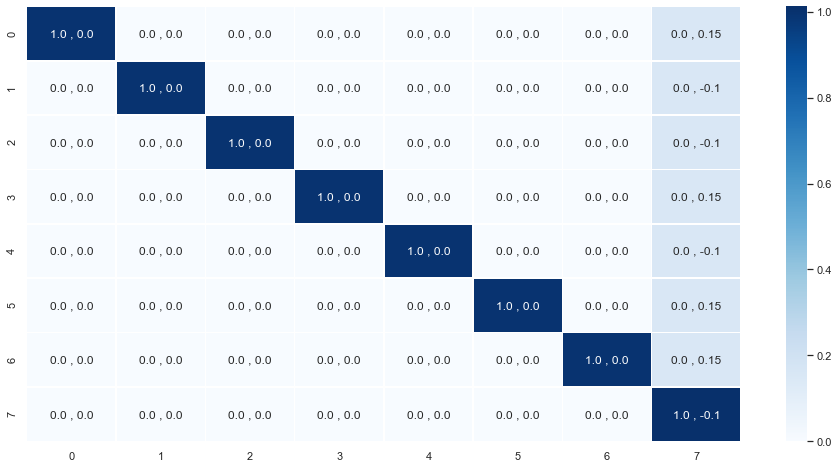 1.0
0 1.0 , 0.0 0.0 , 0.0 0.0 , 0.0 0.0 , 0.0 0.0 , 0.0 0.0 , 0.0 0.0 , 0.0 0.0 , 0.15
1 0.0 , 0.0 1.0 , 0.0 0.0 , 0.0 0.0 , 0.0 0.0 , 0.0 0.0 , 0.0 0.0 , 0.0 0.0 , -0.1
0.8
2 0.0 , 0.0 0.0 , 0.0 1.0 , 0.0 0.0 , 0.0 0.0 , 0.0 0.0 , 0.0 0.0 , 0.0 0.0 , -0.1
0.6
3 0.0 , 0.0 0.0 , 0.0 0.0 , 0.0 1.0 , 0.0 0.0 , 0.0 0.0 , 0.0 0.0 , 0.0 0.0 , 0.15
4 0.0 , 0.0 0.0 , 0.0 0.0 , 0.0 0.0 , 0.0 1.0 , 0.0 0.0 , 0.0 0.0 , 0.0 0.0 , -0.1
0.4
5 0.0 , 0.0 0.0 , 0.0 0.0 , 0.0 0.0 , 0.0 0.0 , 0.0 1.0 , 0.0 0.0 , 0.0 0.0 , 0.15
6 0.0 , 0.0 0.0 , 0.0 0.0 , 0.0 0.0 , 0.0 0.0 , 0.0 0.0 , 0.0 1.0 , 0.0 0.0 , 0.15
0.2
7 0.0 , 0.0 0.0 , 0.0 0.0 , 0.0 0.0 , 0.0 0.0 , 0.0 0.0 , 0.0 0.0 , 0.0 1.0 , -0.1
0.0
0 1 2 3 4 5 6 7